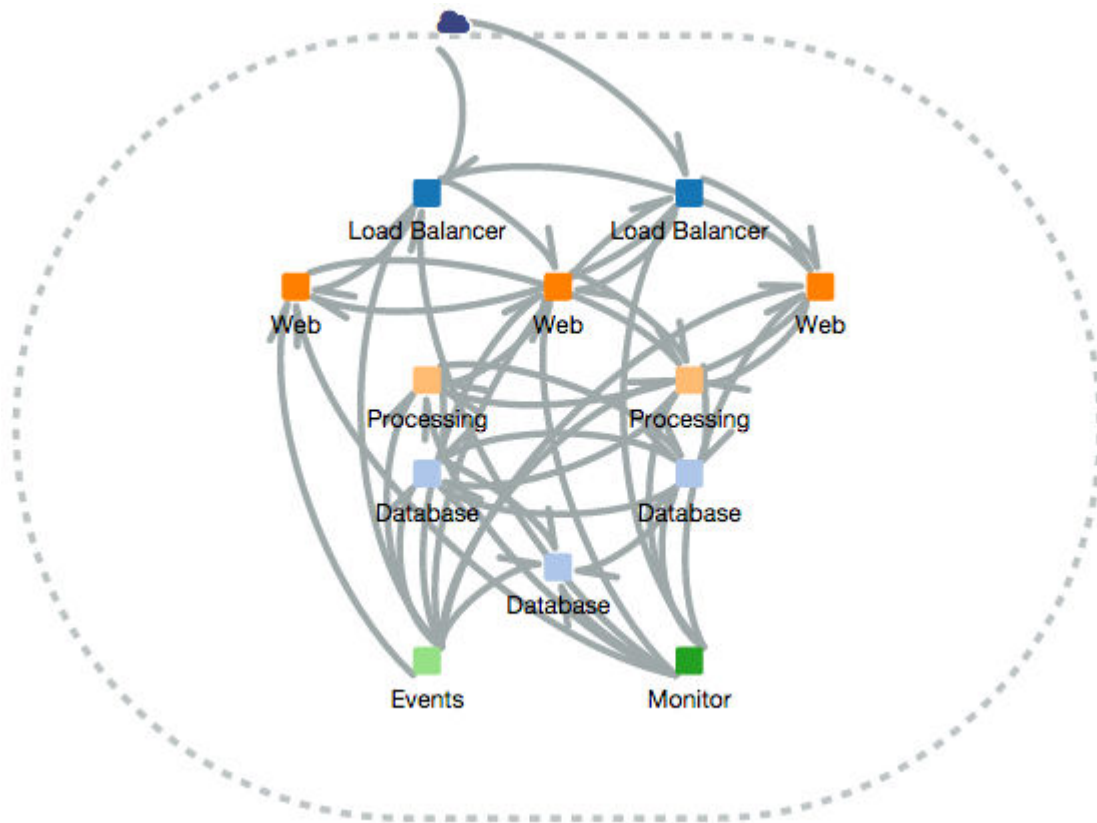 Load Balancer
Load Balancer
Web
Web
Web
Processing
Processing
Database
Database
Database
Events
Monitor